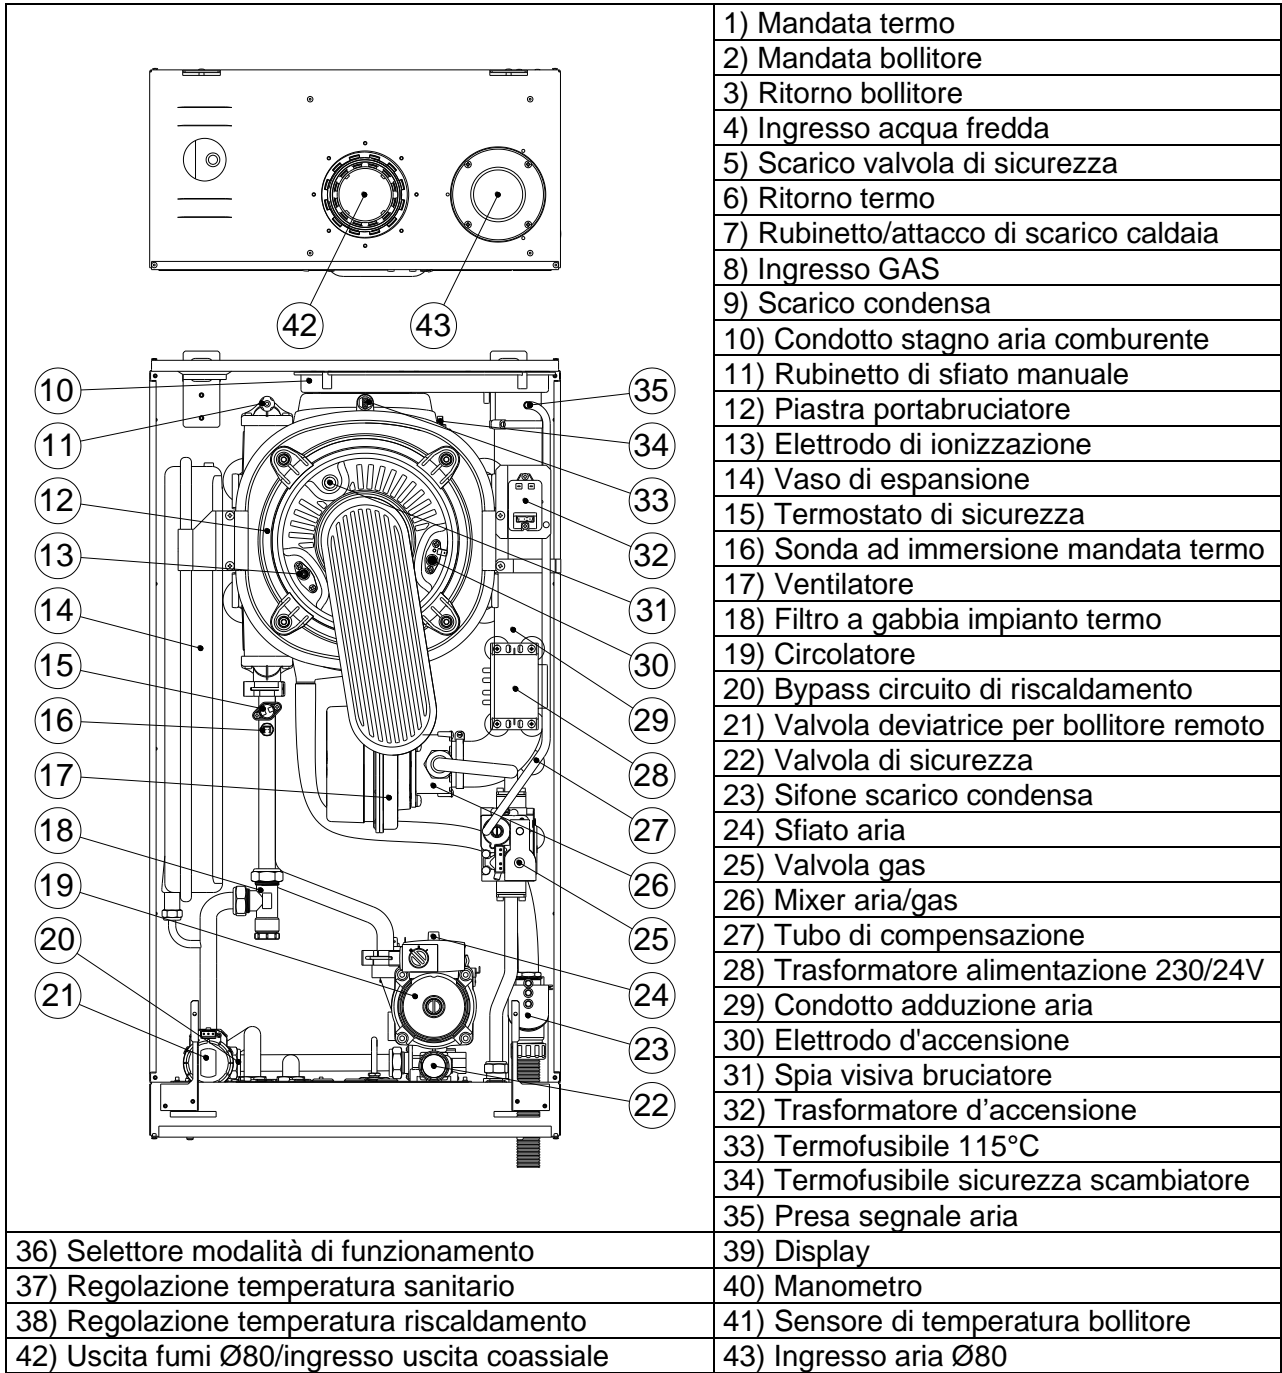 1) Mandata termo
2) Mandata bollitore
3) Ritorno bollitore
4) Ingresso acqua fredda
5) Scarico valvola di sicurezza
6) Ritorno termo
7) Rubinetto/attacco di scarico caldaia
8) Ingresso GAS
9) Scarico condensa
10) Condotto stagno aria comburente
11) Rubinetto di sfiato manuale
12) Piastra portabruciatore
13) Elettrodo di ionizzazione
14) Vaso di espansione
15) Termostato di sicurezza
16) Sonda ad immersione mandata termo
17) Ventilatore
18) Filtro a gabbia impianto termo
19) Circolatore
20) Bypass circuito di riscaldamento
21) Valvola deviatrice per bollitore remoto
22) Valvola di sicurezza
23) Sifone scarico condensa
24) Sfiato aria
25) Valvola gas
26) Mixer aria/gas
27) Tubo di compensazione
28) Trasformatore alimentazione 230/24V
29) Condotto adduzione aria
30) Elettrodo d'accensione
31) Spia visiva bruciatore
32) Trasformatore d’accensione
33) Termofusibile 115°C
34) Termofusibile sicurezza scambiatore
35) Presa segnale aria
42 43
10 35
11 34
12 33
13 32
14 31
15 30
16 29
17 28
18 27
19 26
20 25
21 24
23
22
36) Selettore modalità di funzionamento
39) Display
37) Regolazione temperatura sanitario
40) Manometro
38) Regolazione temperatura riscaldamento
41) Sensore di temperatura bollitore
42) Uscita fumi Ø80/ingresso uscita coassiale
43) Ingresso aria Ø80